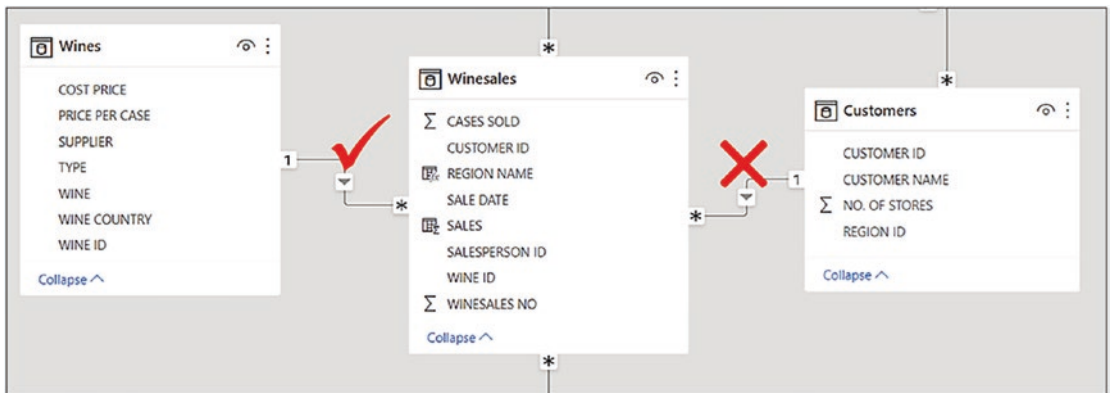 Wines
COST PRICE
PRICE PER CASE
SUPPLIER
TYPE
WINE
WINE COUNTRY
WINE ID
Collapse
1
*
*
Winesales
Σ CASES SOLD
CUSTOMER ID
REGION NAME
SALE DATE
SALES
SALESPERSON ID
WINE ID
Σ WINESALES NO
Collapse
*
*
1
*
Customers
CUSTOMER ID
CUSTOMER NAME
Σ NO. OF STORES
REGION ID
Collapse